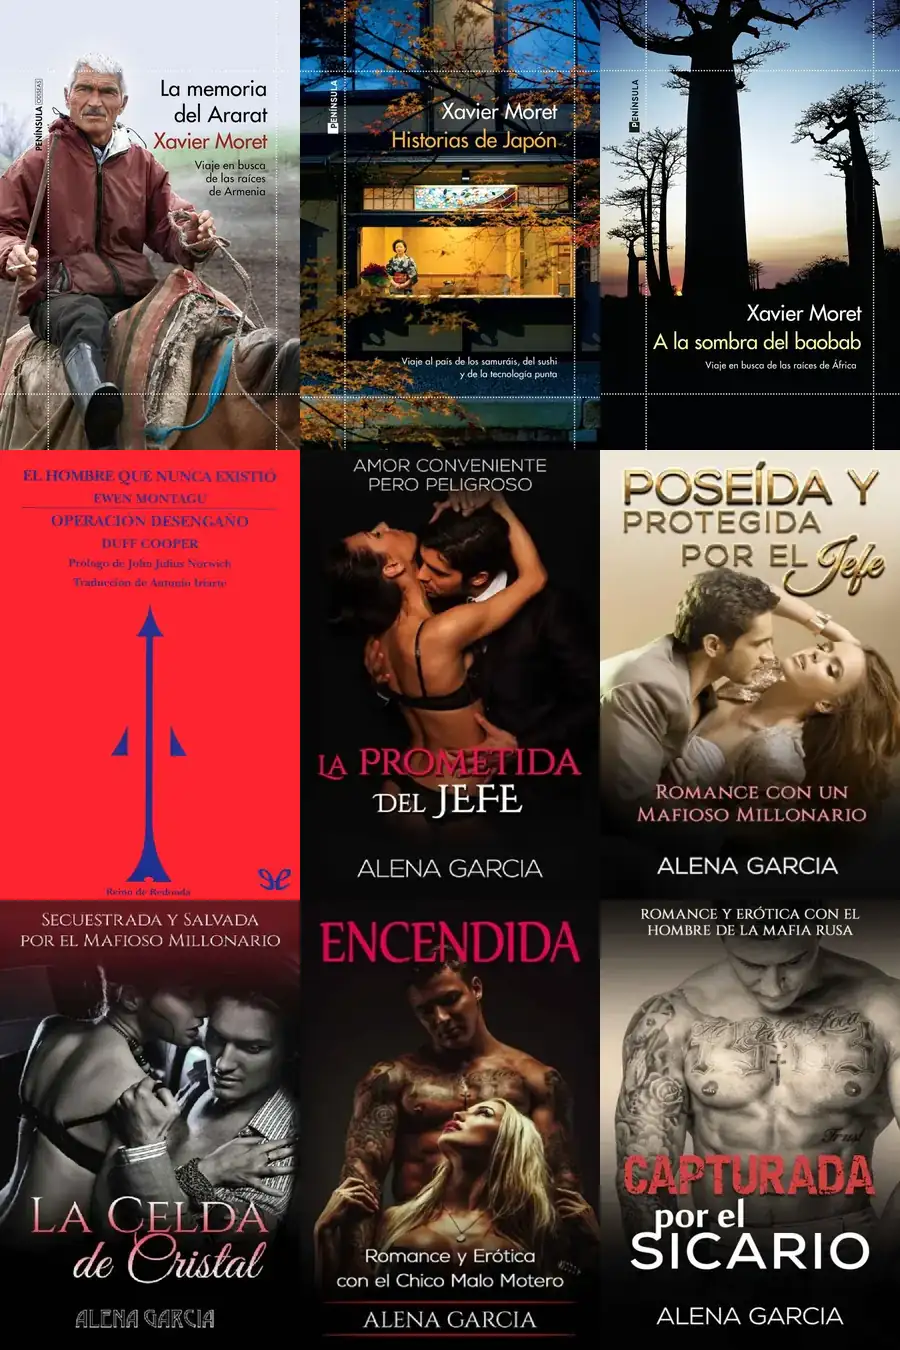 PENÍNSULA ODISEAS
La memoria
del Ararat
Xavier Moret
Viaje en busca
de las raíces
de Armenia
PENÍNSULA
Xavier Moret
Historias de Japón
Viaje al país de los samuráis, del sushi
y de la tecnología punta
PENÍNSULA
Xavier Moret
A la sombra del baobab
Viaje en busca de las raíces de África
EL HOMBRE QUE NUNCA EXISTIÓ
EWEN MONTAGU
OPERACIÓN DESENGAÑO
DUFF COOPER
Prólogo de John Julius Norwich
Traducción de Antonio Iriarte
Reino de Redonda
AMOR CONVENIENTE
PERO PELIGROSO
LA PROMETIDA
DEL JEFE
ALENA GARCIA
POSEÍDA Y
PROTEGIDA
POR EL Jefe
ROMANCE CON UN
MAFIOSO MILLONARIO
ALENA GARCIA
SECUESTRADA Y SALVADA
POR EL MAFIOSO MILLONARIO
LA CELDA
de Cristal
ALENA GARCIA
ENCENDIDA
Romance y Erótica
con el Chico Malo Motero
ALENA GARCIA
ROMANCE Y ERÓTICA CON EL
HOMBRE DE LA MAFIA RUSA
Trust
CAPTURADA
por el
SICARIO
ALENA GARCIA